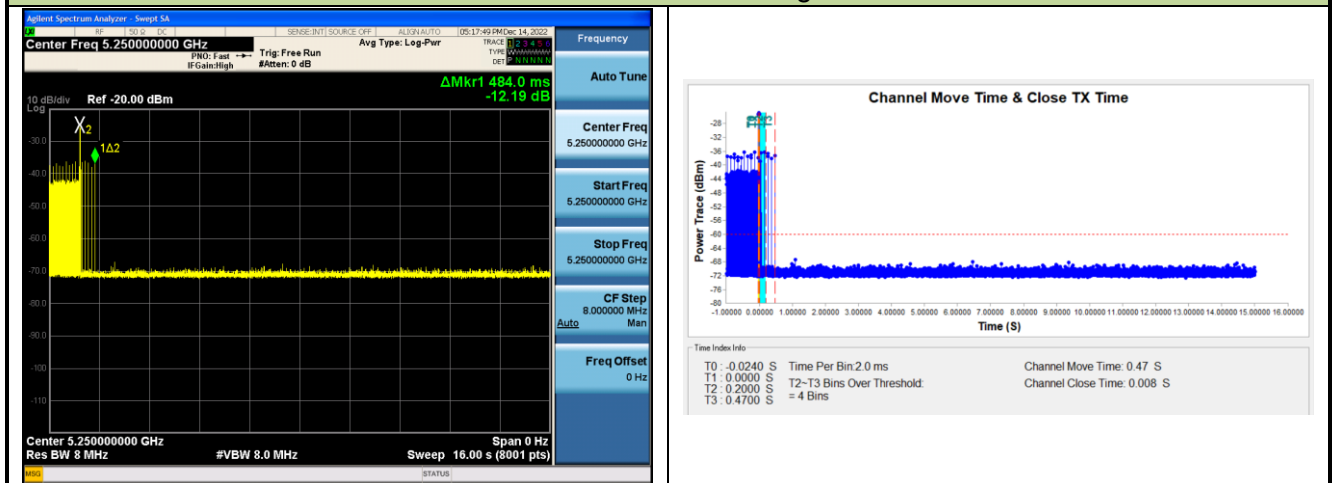 Agilent Spectrum Analyzer - Swept SA
RF 50 Ω DC SENSE:INT SOURCE OFF ALIGN AUTO 05:17:49 PM Dec 14, 2022
Center Freq 5.250000000 GHz
PNO: Fast
IFGain:High
Trig: Free Run
#Atten: 0 dB
Avg Type: Log-Pwr
TRACE 1 2 3 4 5 6
TYPE
DET P N N N N N
ΔMkr1 484.0 ms
-12.19 dB
10 dB/div
Log
Ref -20.00 dBm
X2
1Δ2
-30.0
-40.0
-50.0
-60.0
-70.0
-80.0
-90.0
-100
-110
Center 5.250000000 GHz
Span 0 Hz
Res BW 8 MHz
#VBW 8.0 MHz
Sweep 16.00 s (8001 pts)
MSG
STATUS
Frequency
Auto Tune
Center Freq
5.250000000 GHz
Start Freq
5.250000000 GHz
Stop Freq
5.250000000 GHz
CF Step
8.000000 MHz
Auto Man
Freq Offset
0 Hz
Channel Move Time & Close TX Time
Power Trace (dBm)
-28
-32
-36
-40
-44
-48
-52
-56
-60
-64
-68
-72
-76
-80
-1.00000 0.00000 1.00000 2.00000 3.00000 4.00000 5.00000 6.00000 7.00000 8.00000 9.00000 10.00000 11.00000 12.00000 13.00000 14.00000 15.00000 16.00000
Time (S)
Time Index Info
T0 : -0.0240 S
T1 : 0.0000 S
T2 : 0.2000 S
T3 : 0.4700 S
Time Per Bin:2.0 ms
T2~T3 Bins Over Threshold:
= 4 Bins
Channel Move Time: 0.47 S
Channel Close Time: 0.008 S